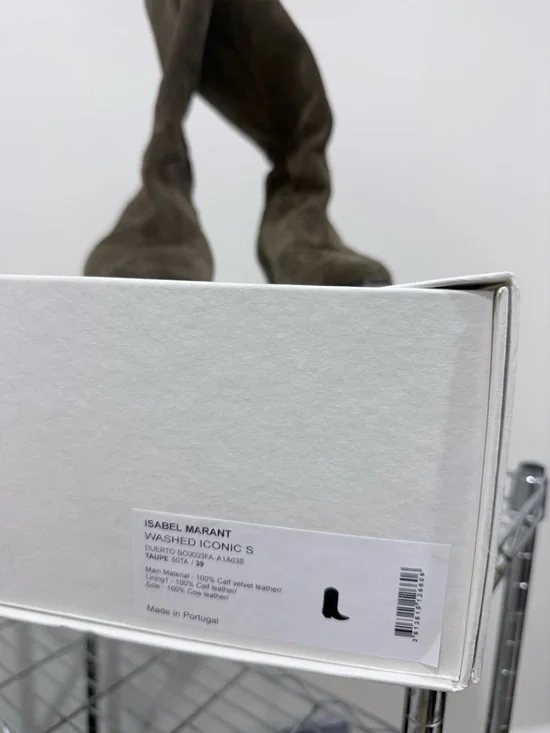 ISABEL MARANT
WASHED ICONIC S
DUERTO BO0003FA-A1A03S
TAUPE 50TA / 39
Main Material - 100% Calf velvet leather/
Lining1 - 100% Calf leather/
Sole - 100% Cow leather/
Made in Portugal